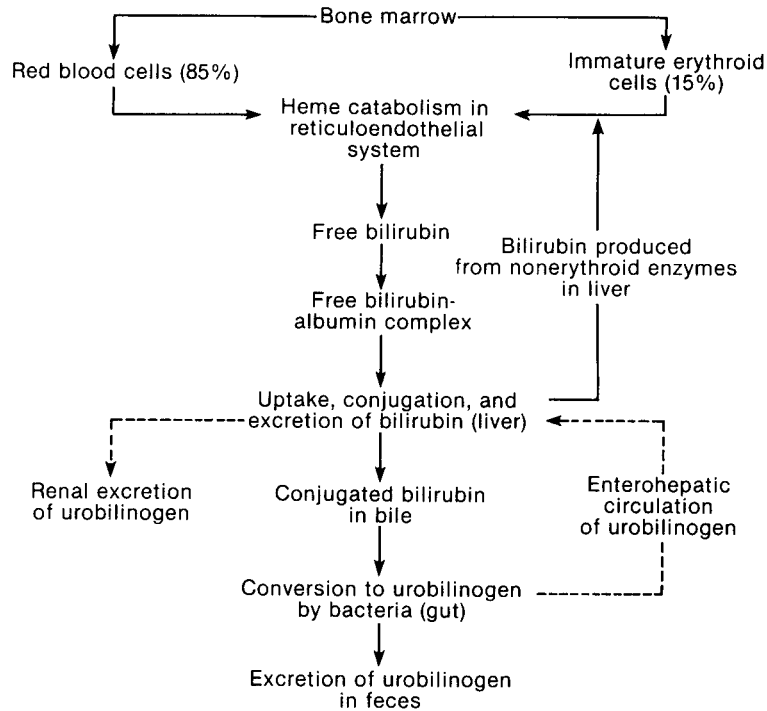 Bone marrow
Red blood cells (85%)
Immature erythroid
cells (15%)
Heme catabolism in
reticuloendothelial
system
Free bilirubin
Bilirubin produced
from nonerythroid enzymes
in liver
Free bilirubin-
albumin complex
Uptake, conjugation, and
excretion of bilirubin (liver)
Renal excretion
of urobilinogen
Conjugated bilirubin
in bile
Enterohepatic
circulation
of urobilinogen
Conversion to urobilinogen
by bacteria (gut)
Excretion of urobilinogen
in feces